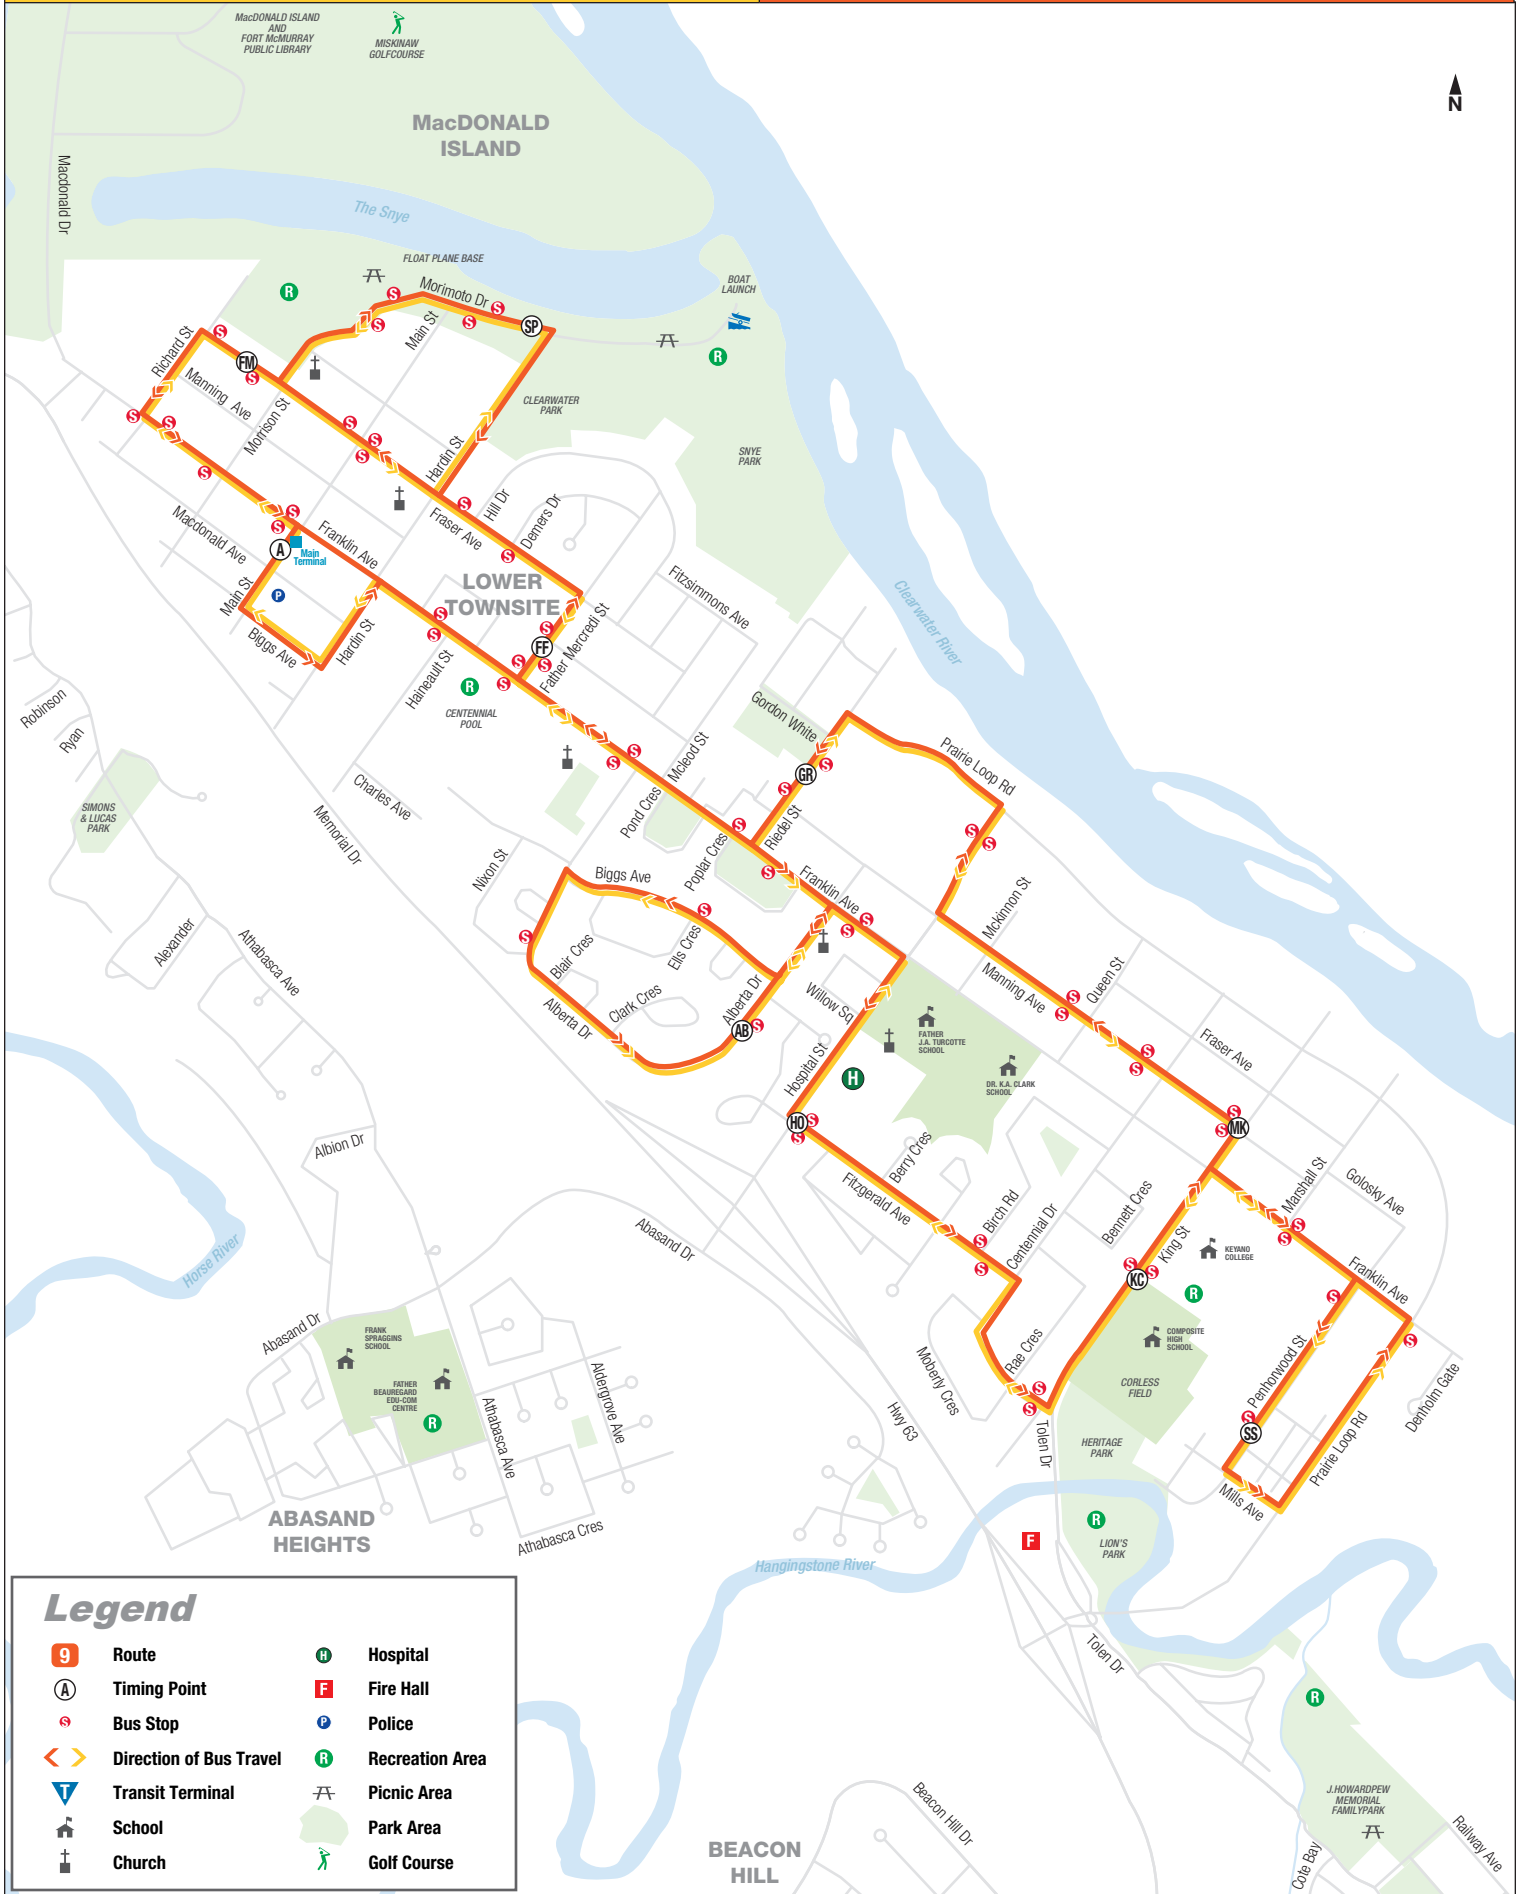 MacDONALD ISLAND
AND
FORT McMURRAY
PUBLIC LIBRARY
MISKINAW
GOLFCOURSE
N
MacDONALD
ISLAND
Macdonald Dr
The Snye
FLOAT PLANE BASE
BOAT
LAUNCH
Morimoto Dr
Main St
SP
R
R
Richard St
FM
Manning Ave
Morrison St
Hardin St
CLEARWATER
PARK
SNYE
PARK
Hill Dr
Demers Dr
Fraser Ave
Macdonald Ave
Franklin Ave
A
Main
Terminal
P
Main St
Biggs Ave
Hardin St
LOWER
TOWNSITE
Fitzsimmons Ave
Clearwater River
FF
Father Mercredi St
Haineault St
R
CENTENNIAL
POOL
Robinson
Ryan
SIMONS
& LUCAS
PARK
Gordon White
GR
Prairie Loop Rd
Mcleod St
Pond Cres
Riedel St
Charles Ave
Memorial Dr
Poplar Cres
Nixon St
Biggs Ave
Franklin Ave
Mckinnon St
Alexander
Athabasca Ave
Blair Cres
Ells Cres
Clark Cres
Alberta Dr
Alberta Dr
AB
Willow Sq
Manning Ave
Queen St
FATHER
J.A. TURCOTTE
SCHOOL
DR. K.A. CLARK
SCHOOL
Fraser Ave
Hospital St
H
HO
MK
Albion Dr
Berry Cres
Fitzgerald Ave
Birch Rd
Centennial Dr
Bennett Cres
King St
Marshall St
Golosky Ave
Horse River
Abasand Dr
KEYANO
COLLEGE
KC
R
Franklin Ave
Abasand Dr
FRANK
SPRAGGINS
SCHOOL
FATHER
BEAUREGARD
EDU-COM
CENTRE
R
Athabasca Ave
Aldergrove Ave
Moberly Cres
Rae Cres
COMPOSITE
HIGH
SCHOOL
CORLESS
FIELD
Penhorwood St
Denholm Gate
Hwy 63
Tolen Dr
HERITAGE
PARK
SS
Prairie Loop Rd
Mills Ave
ABASAND
HEIGHTS
Athabasca Cres
Hangingstone River
F
R
LION'S
PARK
Tolen Dr
R
J.HOWARDPEW
MEMORIAL
FAMILYPARK
Railway Ave
Cote Bay
Beacon Hill Dr
BEACON
HILL
Legend
9 Route
A Timing Point
S Bus Stop
Direction of Bus Travel
T Transit Terminal
School
Church
H Hospital
F Fire Hall
P Police
R Recreation Area
Picnic Area
Park Area
Golf Course